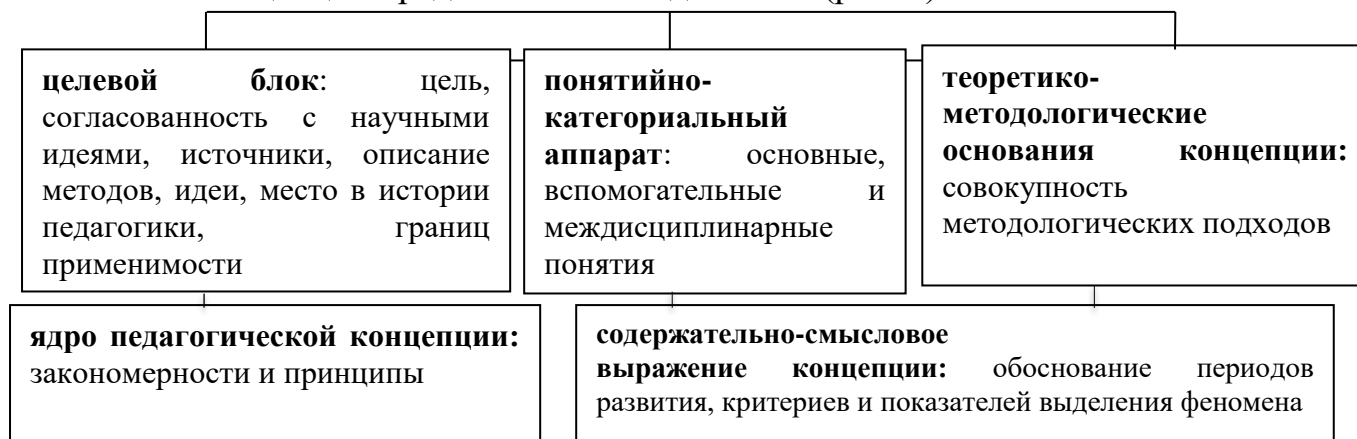 целевой блок: цель,
согласованность с научными
идеями, источники, описание
методов, идеи, место в истории
педагогики, границ
применимости
понятийно-
категориальный
аппарат: основные,
вспомогательные и
междисциплинарные
понятия
теоретико-
методологические
основания концепции:
совокупность
методологических подходов
ядро педагогической концепции:
закономерности и принципы
содержательно-смысловое
выражение концепции: обоснование периодов
развития, критериев и показателей выделения феномена